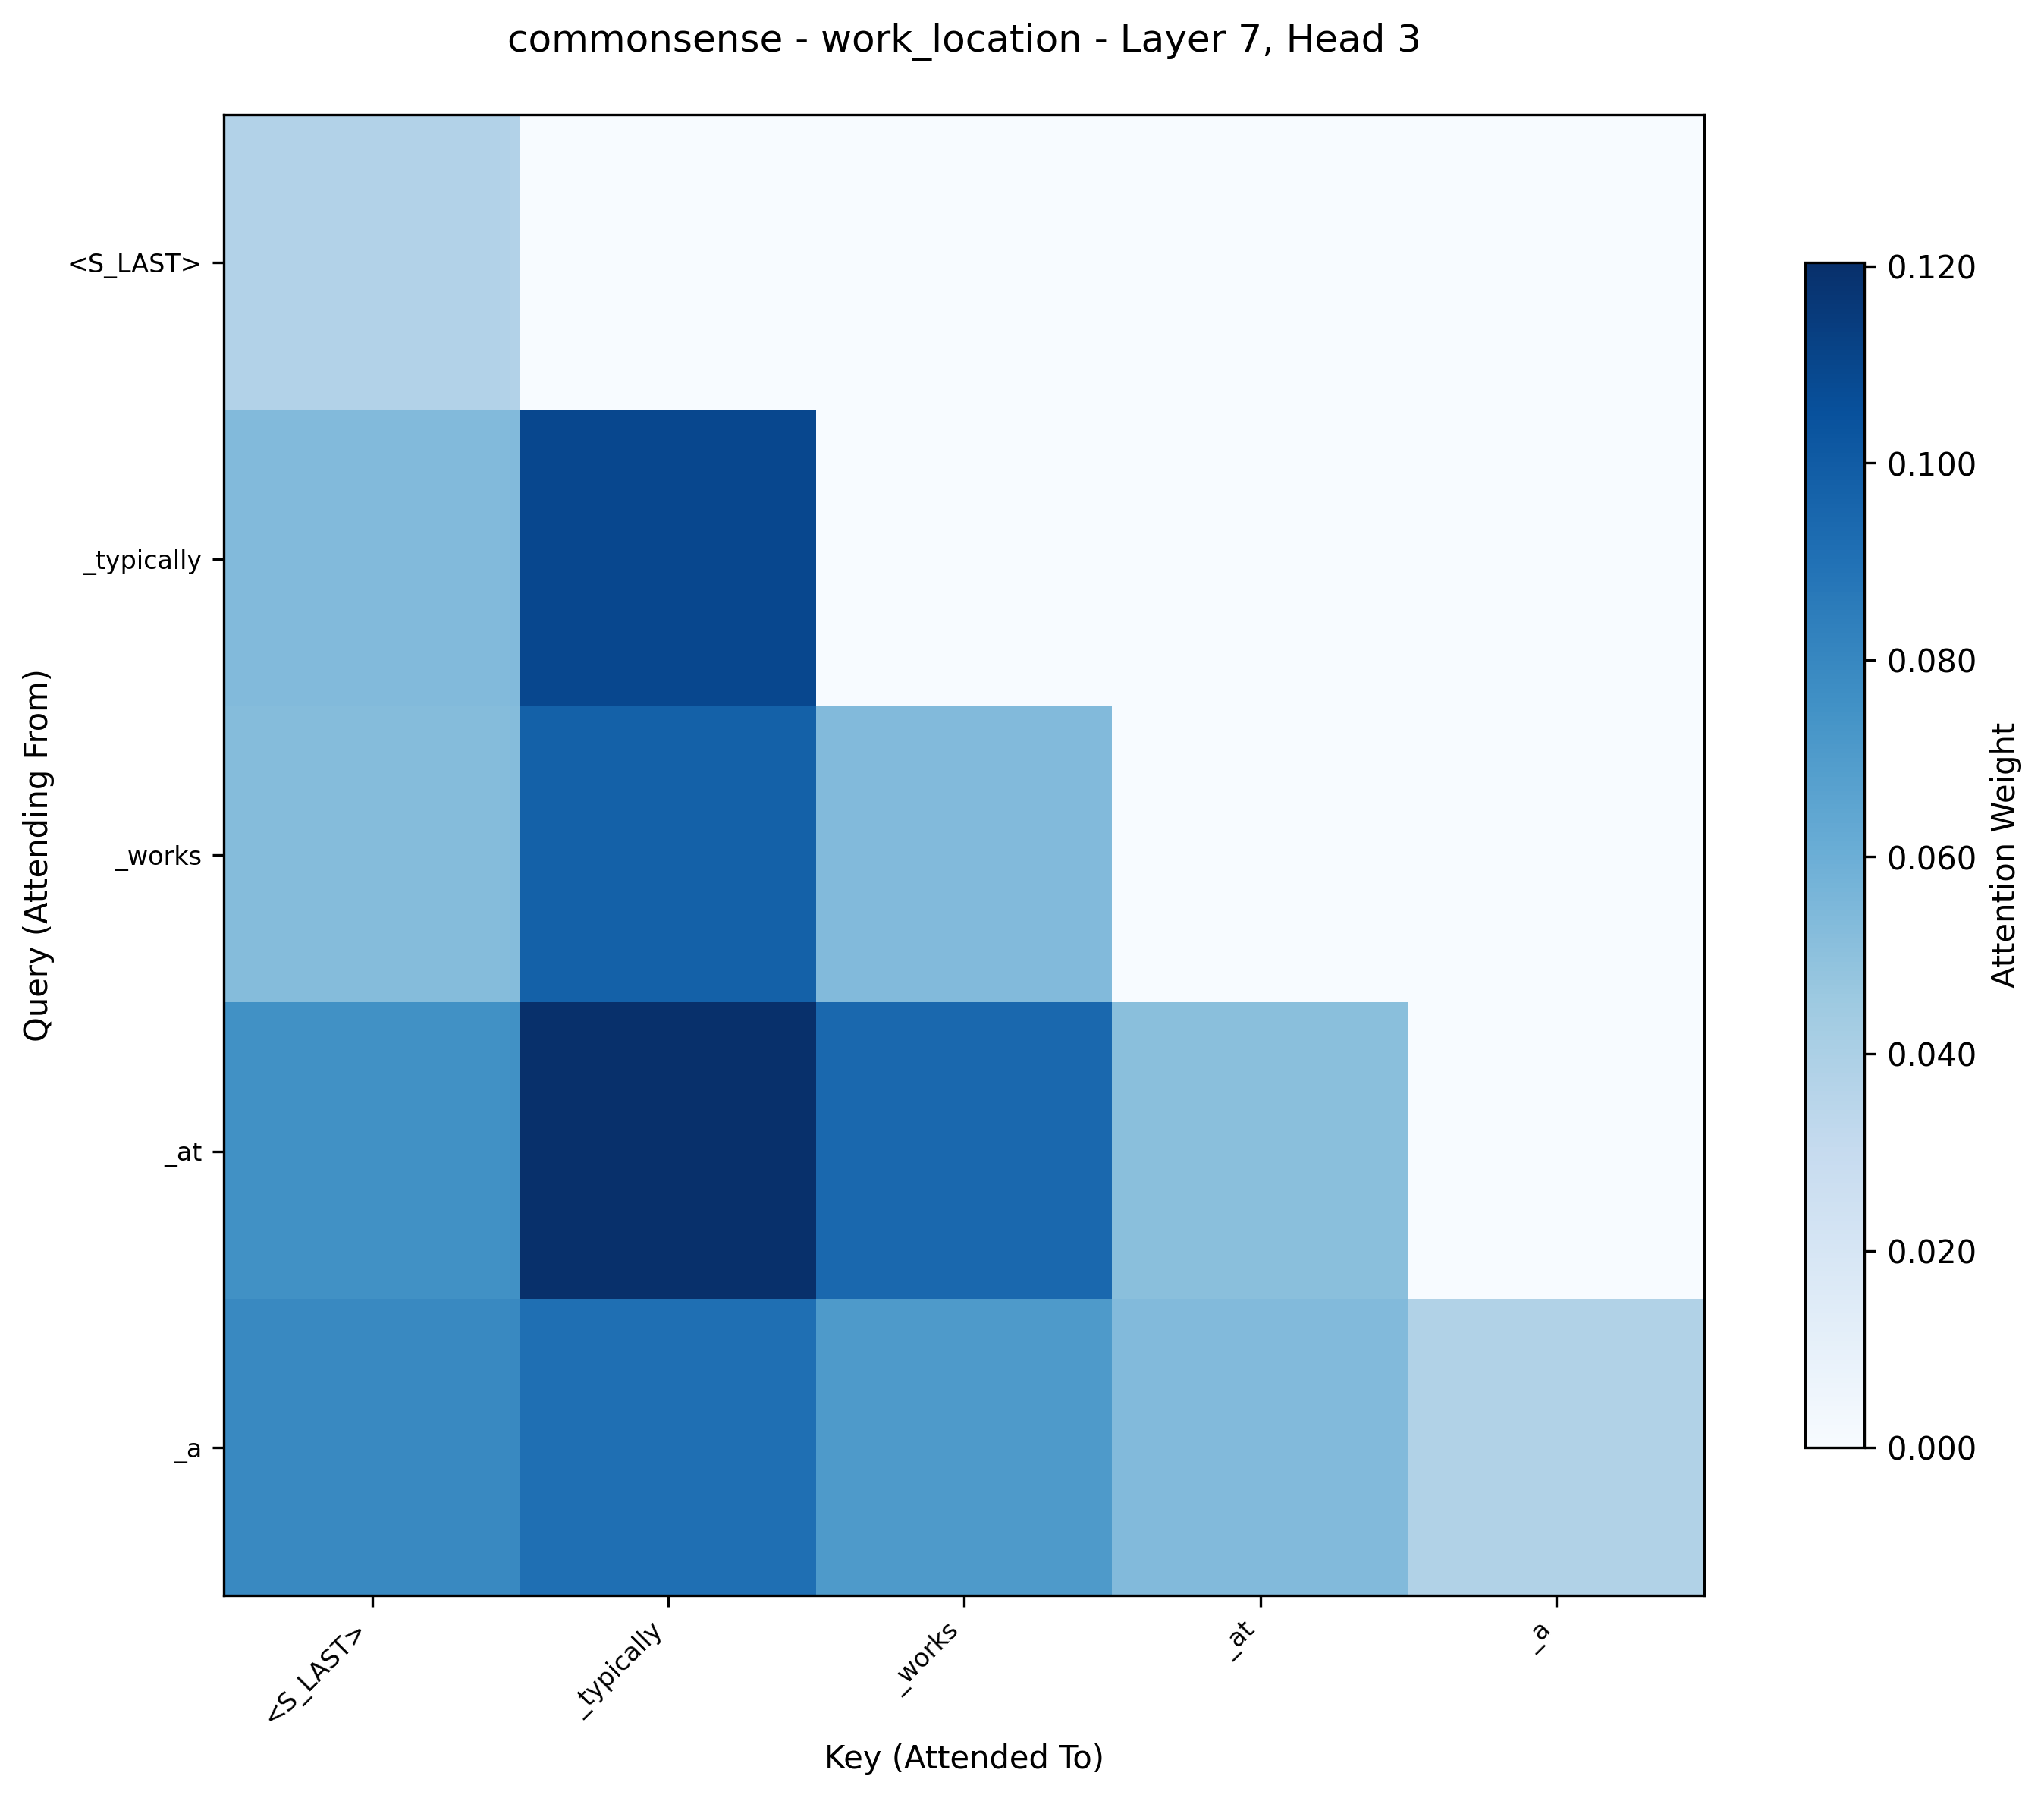 commonsense - work_location - Layer 7, Head 3
Query (Attending From)
<S_LAST>
_typically
_works
_at
_a
<S_LAST>
_typically
_works
_at
_a
Key (Attended To)
0.120
0.100
0.080
0.060
0.040
0.020
0.000
Attention Weight